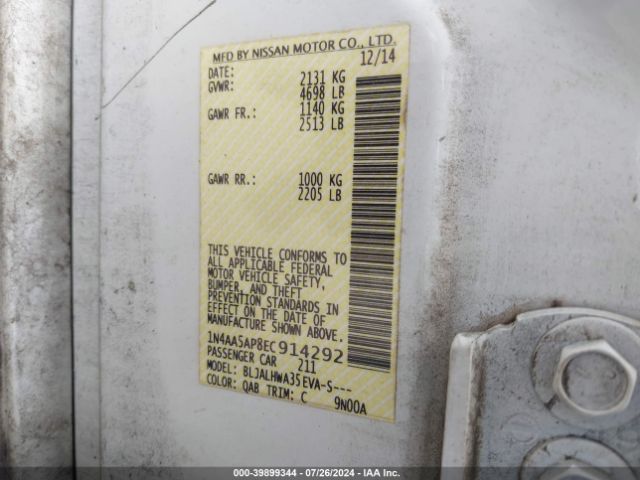 MFD BY NISSAN MOTOR CO., LTD.
DATE: 12/14
GVWR: 2131 KG
4698 LB
GAWR FR.: 1140 KG
2513 LB
GAWR RR.: 1000 KG
2205 LB
THIS VEHICLE CONFORMS TO
ALL APPLICABLE FEDERAL
MOTOR VEHICLE SAFETY,
BUMPER, AND THEFT
PREVENTION STANDARDS IN
EFFECT ON THE DATE OF
MANUFACTURE SHOWN ABOVE.
1N4AA5AP8EC914292
PASSENGER CAR 211
MODEL: BLJALHWA35EVA-S---
COLOR: QAB TRIM: C 9N00A
000-39899344 | 07/26/2024 | IAA Inc.